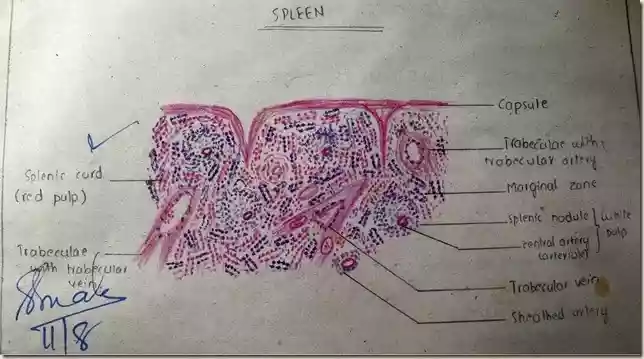 SPLEEN
Capsule
Trabeculae with
trabecular artery
Marginal zone
Splenic nodule
White
pulp
central artery
(arteriole)
Trabecular vein
Sheathed artery
Splenic cord
(red pulp)
Trabeculae
with trabecular
vein
11/8